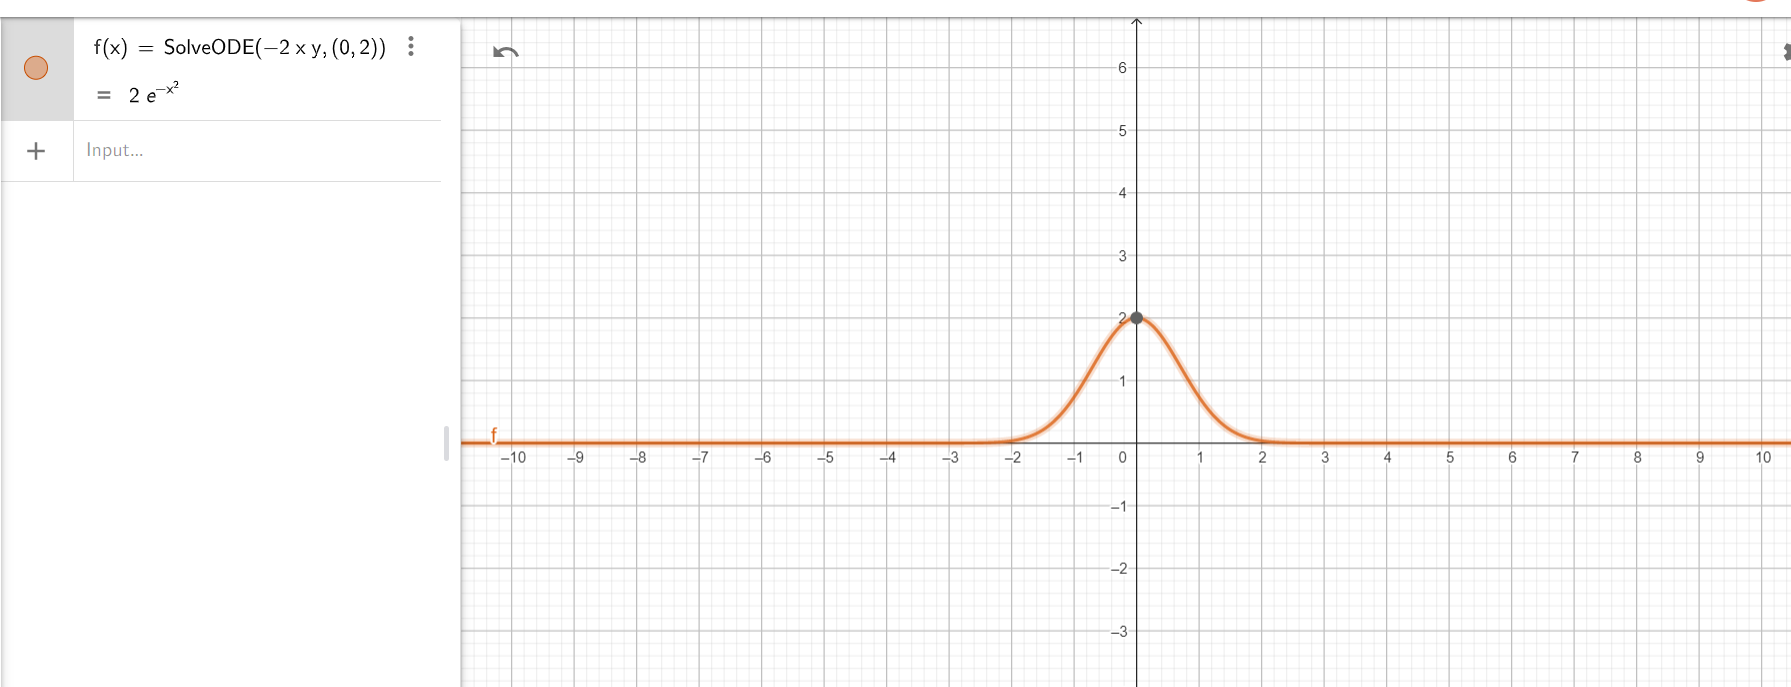 f(x) = SolveODE(−2 x y, (0, 2))
= 2 e^{−x²}
+ Input...
6
5
4
3
2
1
f
−10 −9 −8 −7 −6 −5 −4 −3 −2 −1 0 1 2 3 4 5 6 7 8 9 10
−1
−2
−3